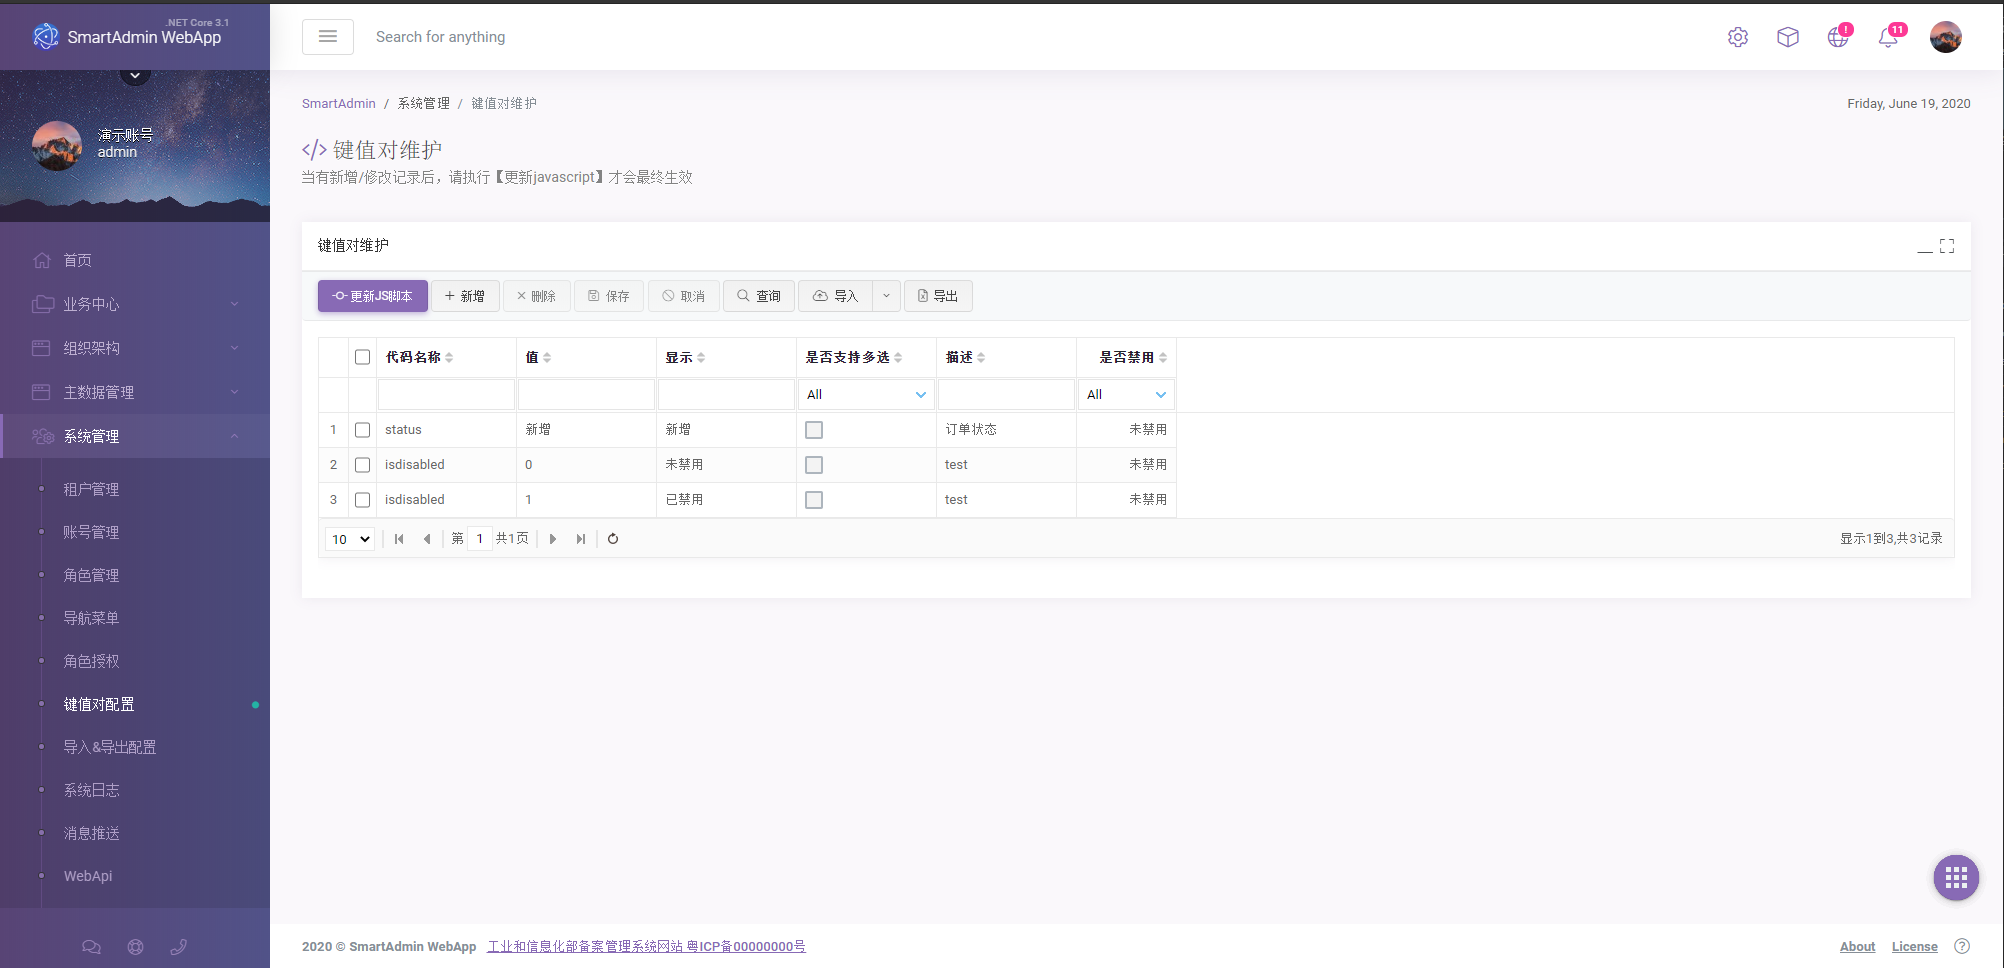 .NET Core 3.1
SmartAdmin WebApp
演示账号
admin
首页
业务中心
组织架构
主数据管理
系统管理
租户管理
账号管理
角色管理
导航菜单
角色授权
键值对配置
导入&导出配置
系统日志
消息推送
WebApi
Search for anything
!
11
SmartAdmin / 系统管理 / 键值对维护
Friday, June 19, 2020
</> 键值对维护
当有新增/修改记录后，请执行【更新javascript】才会最终生效
键值对维护
更新JS脚本 新增 删除 保存 取消 查询 导入 导出
代码名称 值 显示 是否支持多选 描述 是否禁用
All All
1 status 新增 新增 订单状态 未禁用
2 isdisabled 0 未禁用 test 未禁用
3 isdisabled 1 已禁用 test 未禁用
10 第 1 共1页 显示1到3,共3记录
2020 © SmartAdmin WebApp 工业和信息化部备案管理系统网站 粤ICP备00000000号
About License ?